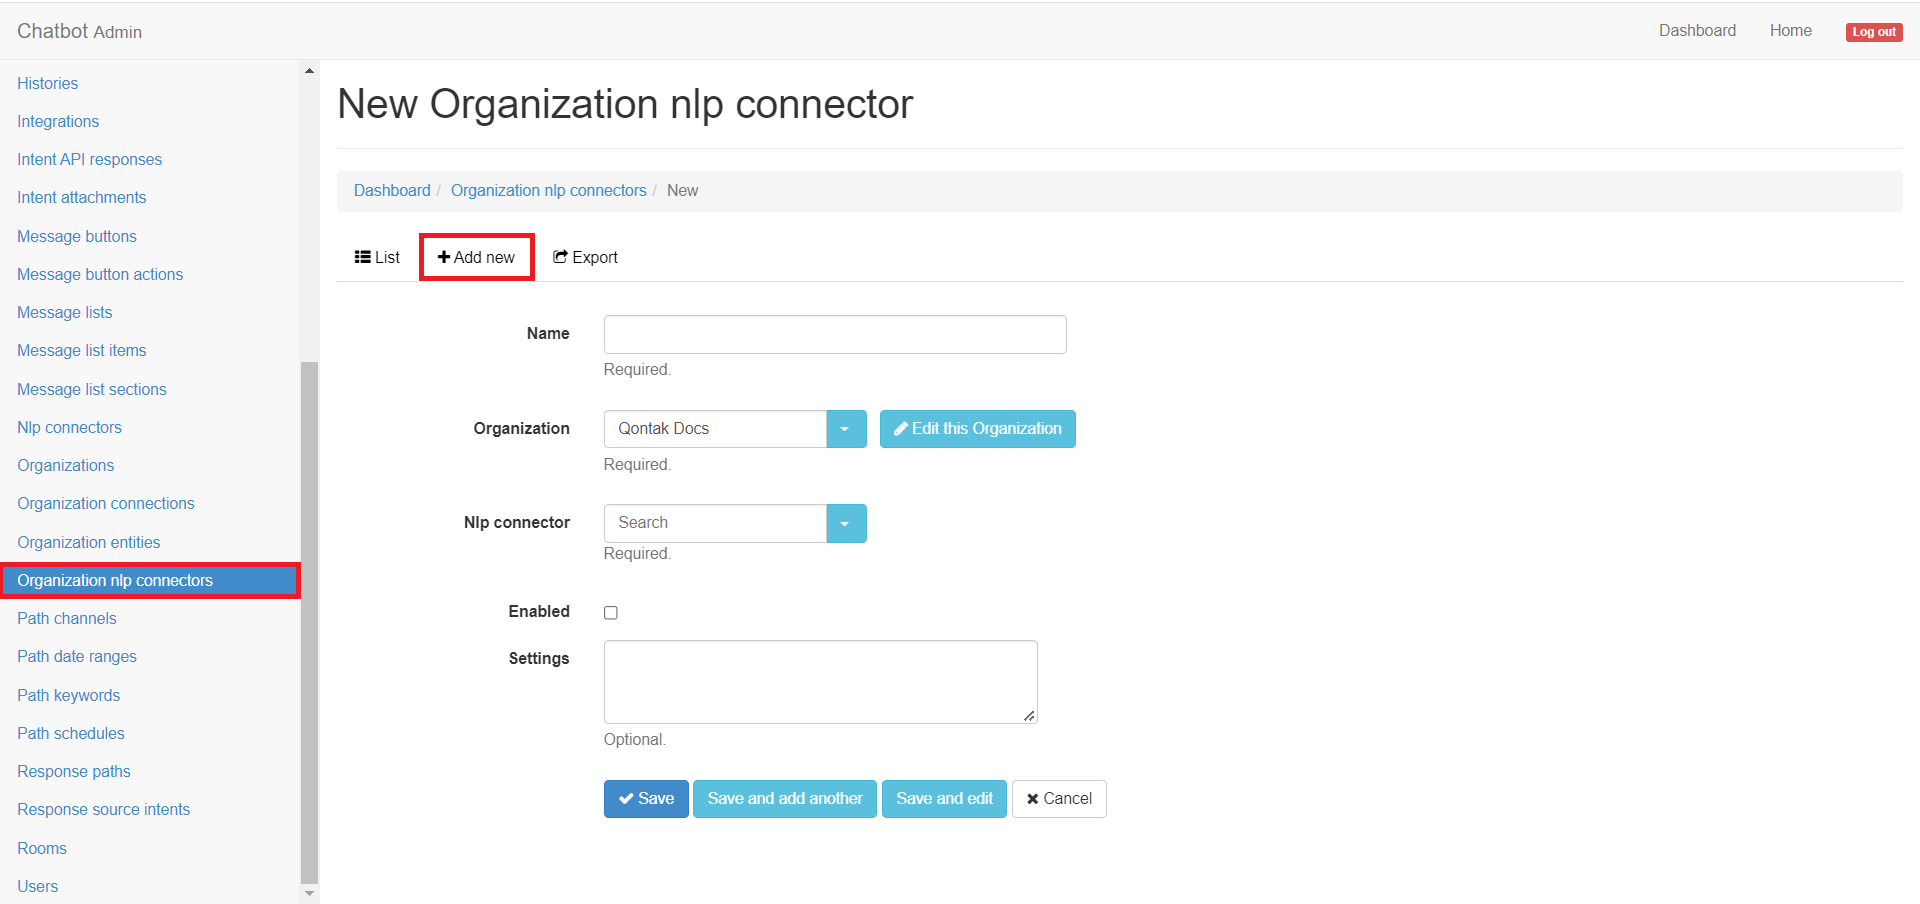 Chatbot Admin
Dashboard Home Log out
Histories
Integrations
Intent API responses
Intent attachments
Message buttons
Message button actions
Message lists
Message list items
Message list sections
Nlp connectors
Organizations
Organization connections
Organization entities
Organization nlp connectors
Path channels
Path date ranges
Path keywords
Path schedules
Response paths
Response source intents
Rooms
Users
New Organization nlp connector
Dashboard / Organization nlp connectors / New
List Add new Export
Name
Required.
Organization Qontak Docs Edit this Organization
Required.
Nlp connector Search
Required.
Enabled
Settings
Optional.
Save Save and add another Save and edit Cancel